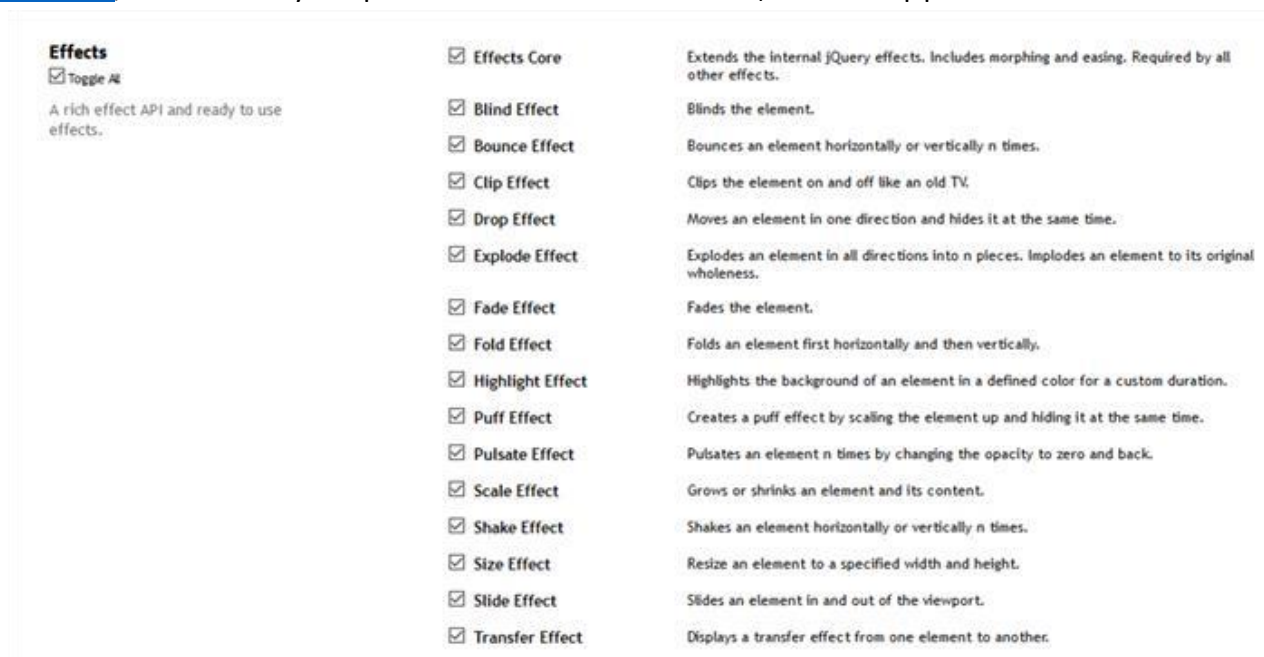 Effects
Toggle All
A rich effect API and ready to use
effects.
Effects Core
Extends the internal jQuery effects. Includes morphing and easing. Required by all
other effects.
Blind Effect
Blinds the element.
Bounce Effect
Bounces an element horizontally or vertically n times.
Clip Effect
Clips the element on and off like an old TV.
Drop Effect
Moves an element in one direction and hides it at the same time.
Explode Effect
Explodes an element in all directions into n pieces. Implodes an element to its original
wholeness.
Fade Effect
Fades the element.
Fold Effect
Folds an element first horizontally and then vertically.
Highlight Effect
Highlights the background of an element in a defined color for a custom duration.
Puff Effect
Creates a puff effect by scaling the element up and hiding it at the same time.
Pulsate Effect
Pulsates an element n times by changing the opacity to zero and back.
Scale Effect
Grows or shrinks an element and its content.
Shake Effect
Shakes an element horizontally or vertically n times.
Size Effect
Resize an element to a specified width and height.
Slide Effect
Slides an element in and out of the viewport.
Transfer Effect
Displays a transfer effect from one element to another.